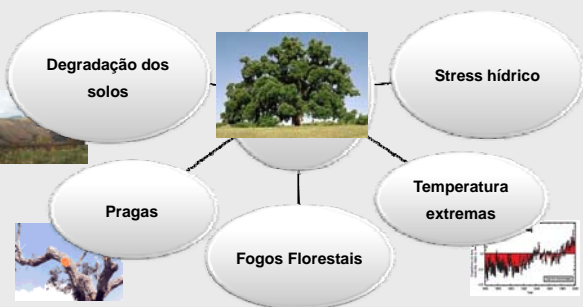 Degradação dos
solos
Stress hídrico
Pragas
Temperatura
extremas
Fogos Florestais